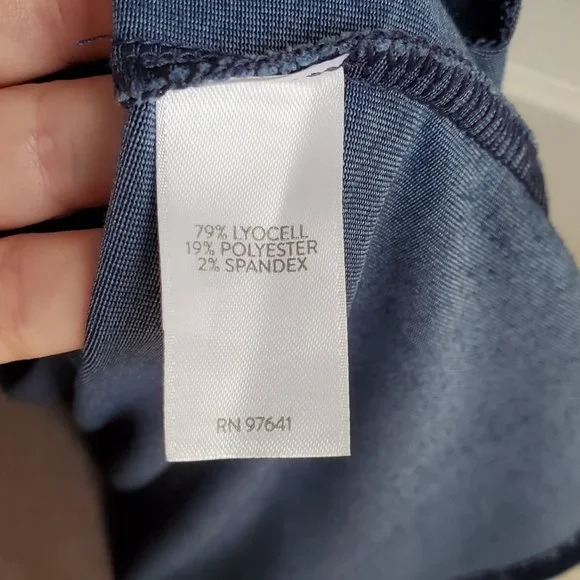 79% LYOCELL
19% POLYESTER
2% SPANDEX
RN 97641